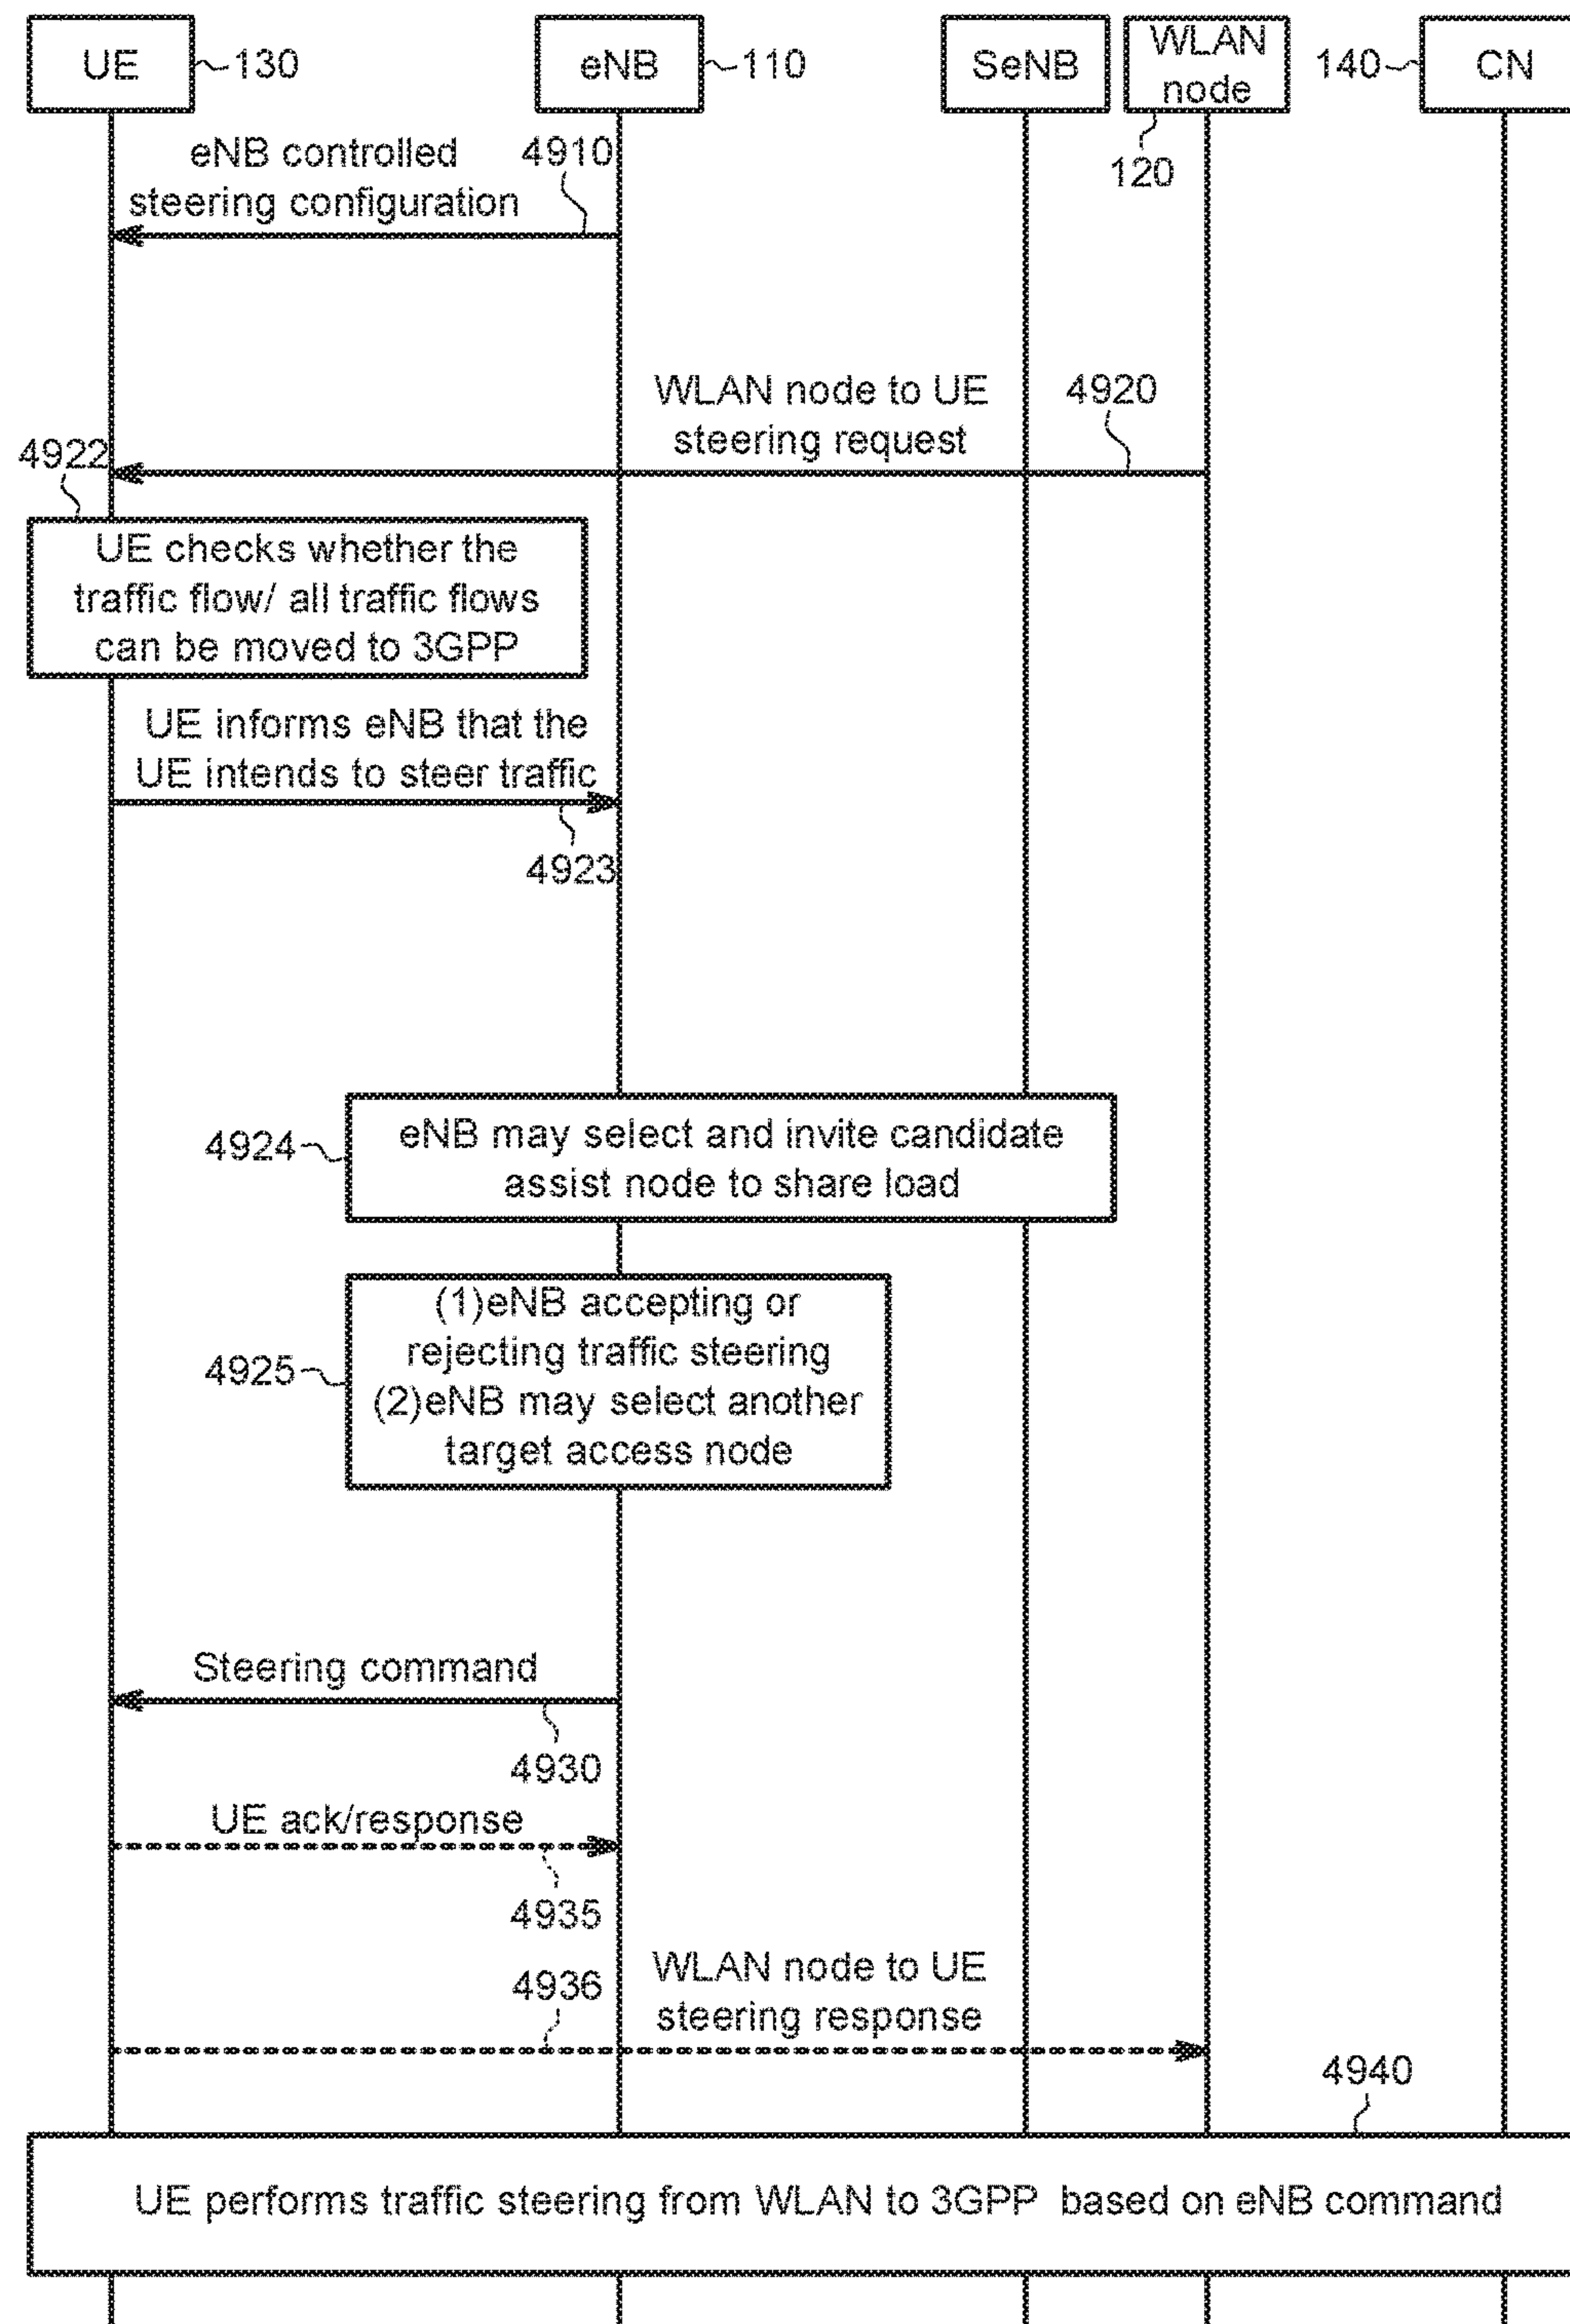 UE
130
eNB
110
SeNB
WLAN
node
120
140
CN
eNB controlled
steering configuration
4910
WLAN node to UE
steering request
4920
4922
UE checks whether the
traffic flow/ all traffic flows
can be moved to 3GPP
UE informs eNB that the
UE intends to steer traffic
4923
4924
eNB may select and invite candidate
assist node to share load
4925
(1)eNB accepting or
rejecting traffic steering
(2)eNB may select another
target access node
Steering command
4930
UE ack/response
4935
4936
WLAN node to UE
steering response
4940
UE performs traffic steering from WLAN to 3GPP based on eNB command